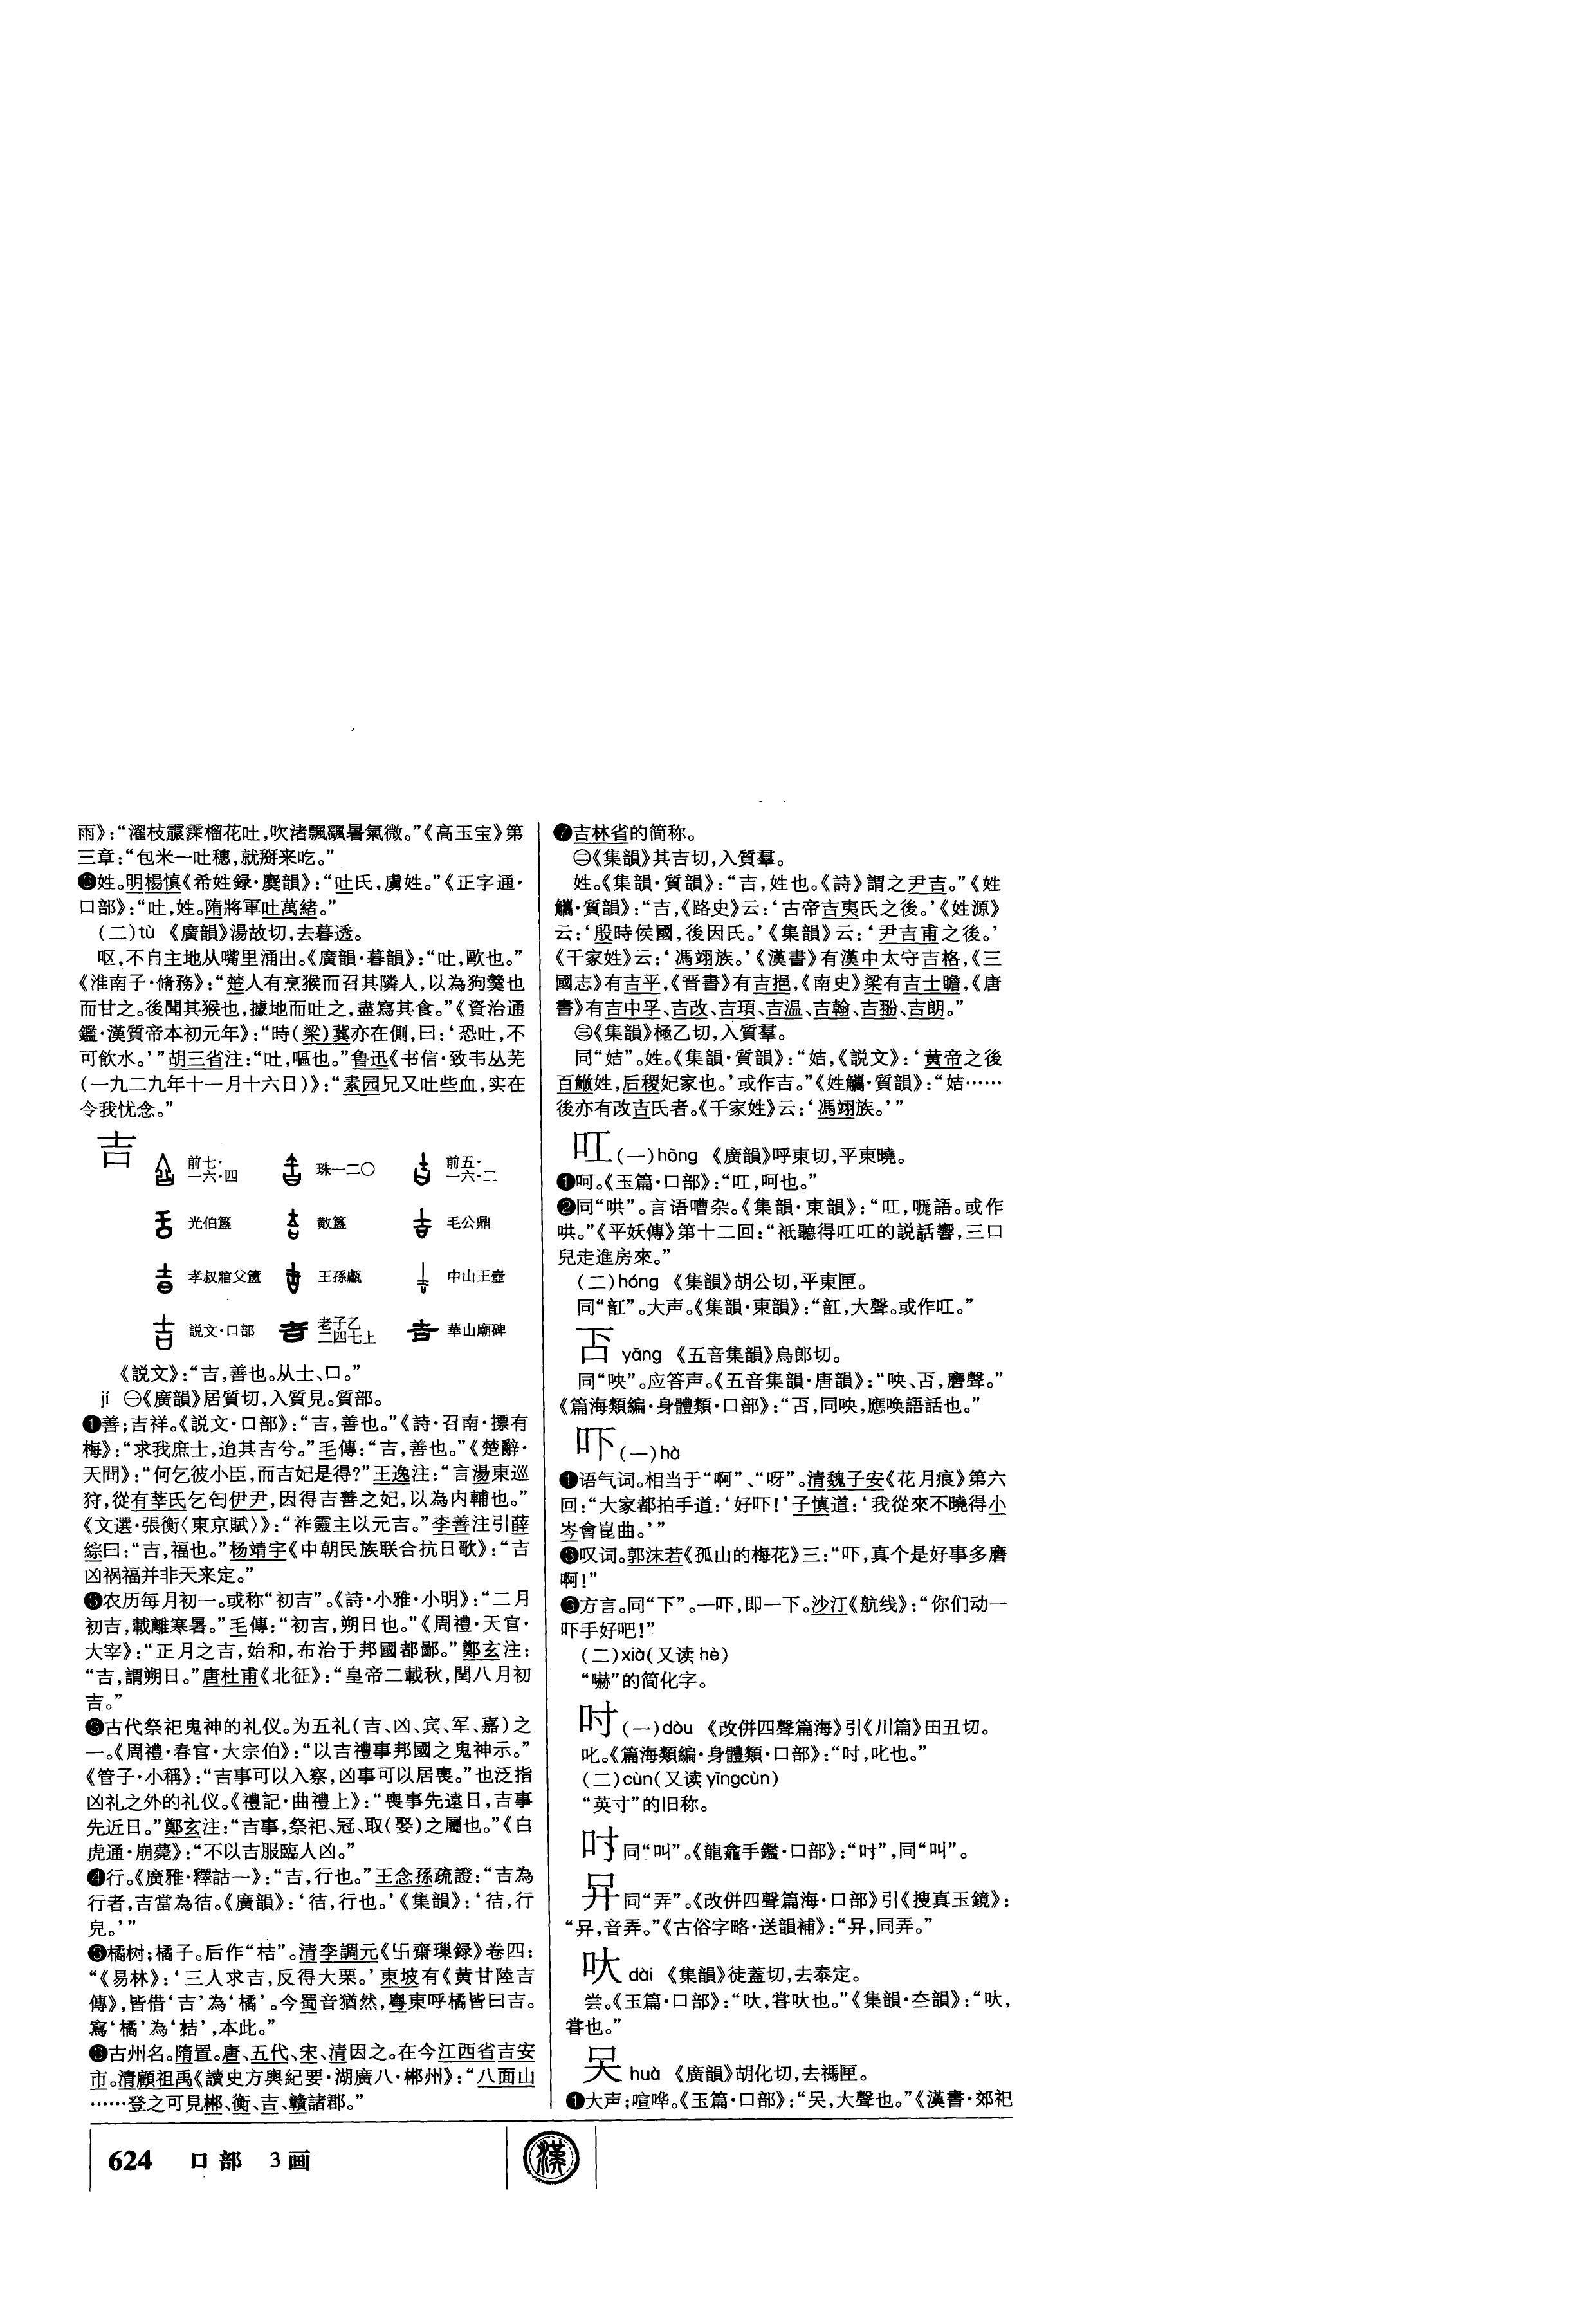 雨》：“濯枝霢霂榴花吐，吹渚飄飆暑氣微。”《高玉宝》第
三章：“包米一吐穗，就掰来吃。”
❸姓。明楊慎《希姓録·麌韻》：“吐氏，虜姓。”《正字通·
口部》：“吐，姓。隋將軍吐萬緒。”
（二）tù 《廣韻》湯故切，去暮透。
呕，不自主地从嘴里涌出。《廣韻·暮韻》：“吐，歐也。”
《淮南子·脩務》：“楚人有烹猴而召其隣人，以為狗羹也
而甘之。後聞其猴也，據地而吐之，盡寫其食。”《資治通
鑑·漢質帝本初元年》：“時（梁）冀亦在側，曰：‘恐吐，不
可飲水。’”胡三省注：“吐，嘔也。”鲁迅《书信·致韦丛芜
（一九二九年十一月十六日）》：“素园兄又吐些血，实在
令我忧念。”
吉
前七·一六·四 珠一二〇 前五·一六·二
光伯簋 㪤簋 毛公鼎
孝叔𤔲父簠 王孫甗 中山王壺
説文·口部 老子乙二四七上 華山廟碑
《説文》：“吉，善也。从士、口。”
jí ㊀《廣韻》居質切，入質見。質部。
❶善；吉祥。《説文·口部》：“吉，善也。”《詩·召南·摽有
梅》：“求我庶士，迨其吉兮。”毛傳：“吉，善也。”《楚辭·
天問》：“何乞彼小臣，而吉妃是得？”王逸注：“言湯東巡
狩，從有莘氏乞匄伊尹，因得吉善之妃，以為内輔也。”
《文選·張衡〈東京賦〉》：“祚靈主以元吉。”李善注引薛
綜曰：“吉，福也。”杨靖宇《中朝民族联合抗日歌》：“吉
凶祸福并非天来定。”
❸农历每月初一。或称“初吉”。《詩·小雅·小明》：“二月
初吉，載離寒暑。”毛傳：“初吉，朔日也。”《周禮·天官·
大宰》：“正月之吉，始和，布治于邦國都鄙。”鄭玄注：
“吉，謂朔日。”唐杜甫《北征》：“皇帝二載秋，閏八月初
吉。”
❸古代祭祀鬼神的礼仪。为五礼（吉、凶、宾、军、嘉）之
一。《周禮·春官·大宗伯》：“以吉禮事邦國之鬼神示。”
《管子·小稱》：“吉事可以入察，凶事可以居喪。”也泛指
凶礼之外的礼仪。《禮記·曲禮上》：“喪事先遠日，吉事
先近日。”鄭玄注：“吉事，祭祀、冠、取（娶）之屬也。”《白
虎通·崩薨》：“不以吉服臨人凶。”
❹行。《廣雅·釋詁一》：“吉，行也。”王念孫疏證：“吉為
行者，吉當為㣟。《廣韻》：‘㣟，行也。’《集韻》：‘㣟，行
皃。’”
❸橘树；橘子。后作“桔”。清李調元《卐齋璅録》卷四：
“《易林》：‘三人求吉，反得大栗。’東坡有《黄甘陸吉
傳》，皆借‘吉’為‘橘’。今蜀音猶然，粤東呼橘皆曰吉。
寫‘橘’為‘桔’，本此。”
❸古州名。隋置。唐、五代、宋、清因之。在今江西省吉安
市。清顧祖禹《讀史方輿紀要·湖廣八·郴州》：“八面山
……登之可見郴、衡、吉、贛諸郡。”
❼吉林省的简称。
㊁《集韻》其吉切，入質羣。
姓。《集韻·質韻》：“吉，姓也。《詩》謂之尹吉。”《姓
觿·質韻》：“吉，《路史》云：‘古帝吉夷氏之後。’《姓源》
云：‘殷時侯國，後因氏。’《集韻》云：‘尹吉甫之後。’
《千家姓》云：‘馮翊族。’《漢書》有漢中太守吉格，《三
國志》有吉平，《晋書》有吉挹，《南史》梁有吉士瞻，《唐
書》有吉中孚、吉改、吉頊、吉温、吉翰、吉翂、吉朗。”
㊂《集韻》極乙切，入質羣。
同“姞”。姓。《集韻·質韻》：“姞，《説文》：‘黄帝之後
百鮻姓，后稷妃家也。’或作吉。”《姓觿·質韻》：“姞……
後亦有改吉氏者。《千家姓》云：‘馮翊族。’”
叿（一）hōng 《廣韻》呼東切，平東曉。
❶呵。《玉篇·口部》：“叿，呵也。”
❷同“哄”。言语嘈杂。《集韻·東韻》：“叿，㖠語。或作
哄。”《平妖傳》第十二回：“祇聽得叿叿的説話響，三口
兒走進房來。”
（二）hóng 《集韻》胡公切，平東匣。
同“䍔”。大声。《集韻·東韻》：“䍔，大聲。或作叿。”
㕴 yāng 《五音集韻》烏郎切。
同“咉”。应答声。《五音集韻·唐韻》：“咉、㕴，譍聲。”
《篇海類編·身體類·口部》：“㕴，同咉，應唤語話也。”
吓（一）hà
❶语气词。相当于“啊”、“呀”。清魏子安《花月痕》第六
回：“大家都拍手道：‘好吓！’子慎道：‘我從來不曉得小
岑會崑曲。’”
❸叹词。郭沫若《孤山的梅花》三：“吓，真个是好事多磨
啊！”
❸方言。同“下”。一吓，即一下。沙汀《航线》：“你们动一
吓手好吧！”
（二）xià（又读hè）
“嚇”的简化字。
吋（一）dòu 《改併四聲篇海》引《川篇》田丑切。
叱。《篇海類編·身體類·口部》：“吋，叱也。”
（二）cùn（又读yīngcùn）
“英寸”的旧称。
同“叫”。《龍龕手鑑·口部》：“”，同“叫”。
㕻同“弄”。《改併四聲篇海·口部》引《搜真玉鏡》：
“，音弄。”《古俗字略·送韻補》：“，同弄。”
㕦 dài 《集韻》徒蓋切，去泰定。
尝。《玉篇·口部》：“，嘗也。”《集韻·夳韻》：“，
嘗也。”
吴 huà 《廣韻》胡化切，去禡匣。
❶大声；喧哗。《玉篇·口部》：“吴，大聲也。”《漢書·郊祀
624 口部 3画
漢